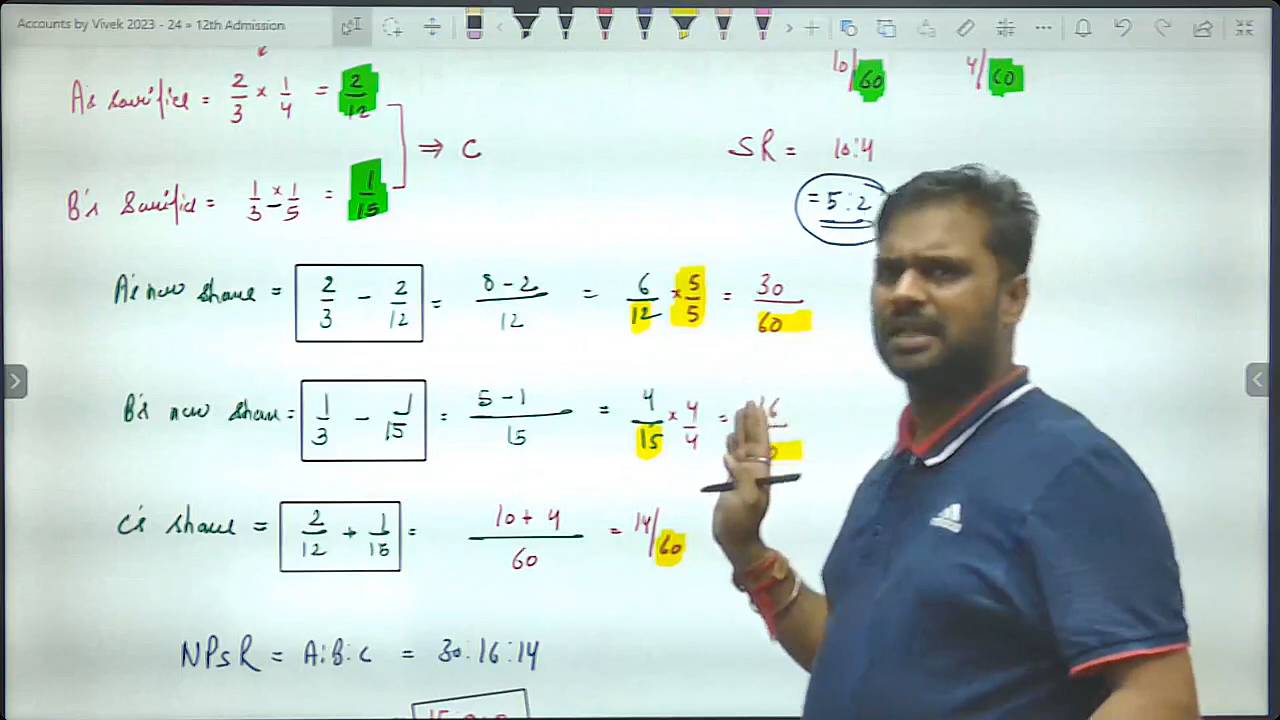 Accounts by Vivek 2023 - 24 » 12th Admission
10/60 4/60
A's sacrifice = 2/3 × 1/4 = 2/12
⇒ C
SR = 10:4
B's Sacrifice = 1/3 × 1/5 = 1/15
= 5:2
A's new share = 2/3 - 2/12 = 8-2/12 = 6/12 × 5/5 = 30/60
B's new share = 1/3 - 1/15 = 5-1/15 = 4/15 × 4/4 = 16
C's share = 2/12 + 1/15 = 10+4/60 = 14/60
NPSR = A:B:C = 30:16:14